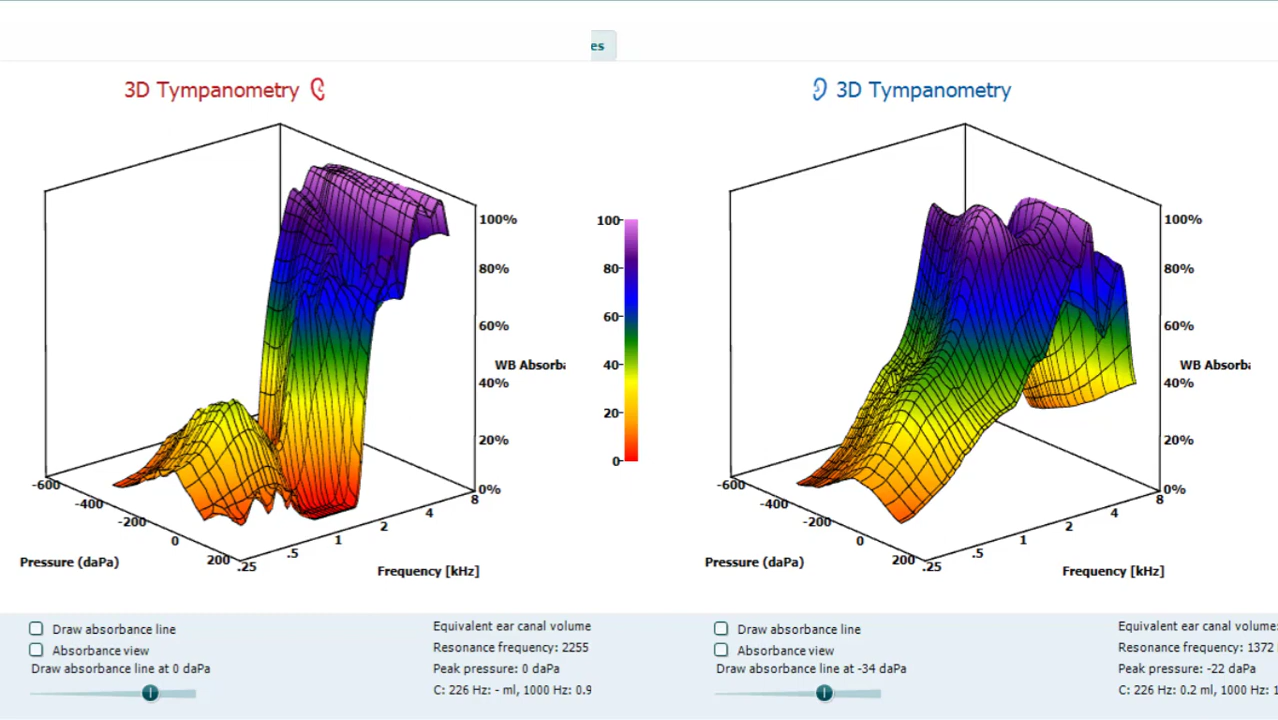 es
3D Tympanometry
3D Tympanometry
100%
80%
60%
WB Absorba
40%
20%
0%
-600
-400
-200
0
200
.25
.5
1
2
4
8
Pressure (daPa)
Frequency [kHz]
100
80
60
40
20
0
100%
80%
60%
WB Absorba
40%
20%
0%
-600
-400
-200
0
200
.25
.5
1
2
4
8
Pressure (daPa)
Frequency [kHz]
Draw absorbance line
Absorbance view
Draw absorbance line at 0 daPa
Equivalent ear canal volume
Resonance frequency: 2255
Peak pressure: 0 daPa
C: 226 Hz: - ml, 1000 Hz: 0.9
Draw absorbance line
Absorbance view
Draw absorbance line at -34 daPa
Equivalent ear canal volume:
Resonance frequency: 1372
Peak pressure: -22 daPa
C: 226 Hz: 0.2 ml, 1000 Hz: 1